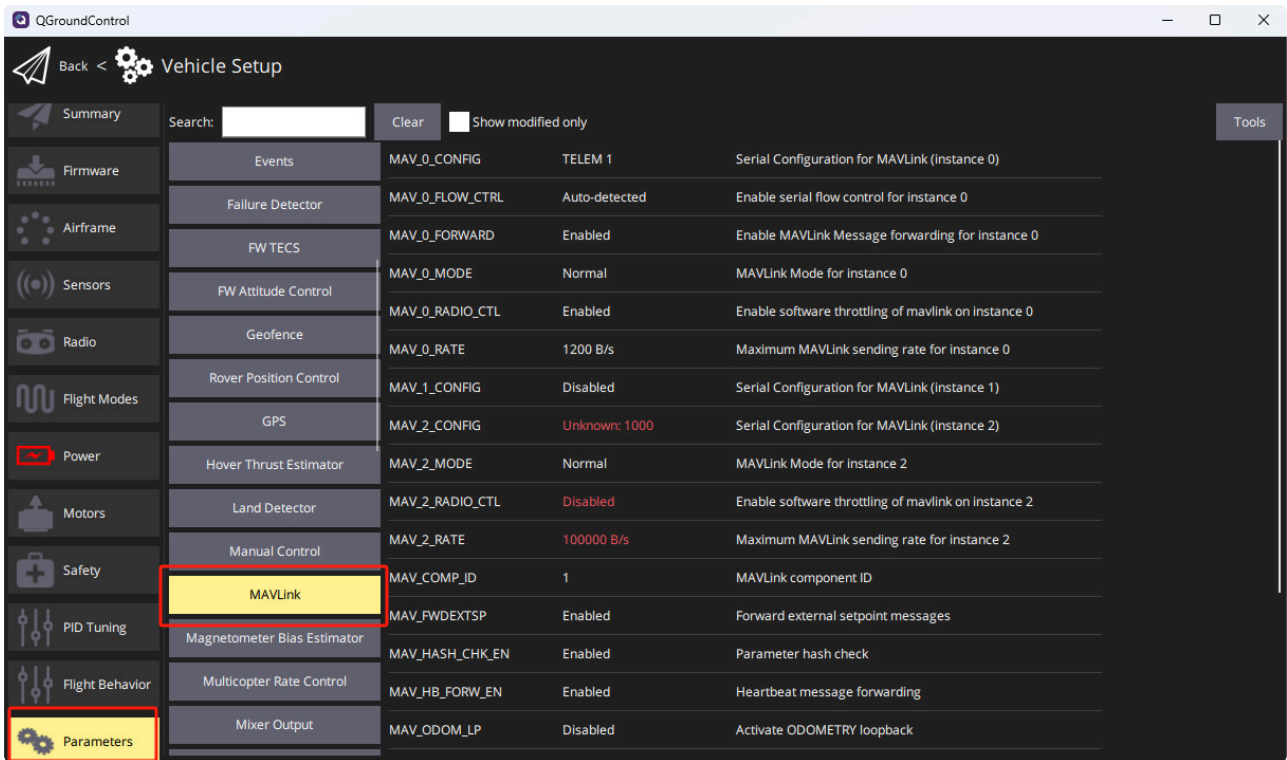 QGroundControl
Back < Vehicle Setup
Summary
Firmware
Airframe
Sensors
Radio
Flight Modes
Power
Motors
Safety
PID Tuning
Flight Behavior
Parameters
Search: Clear Show modified only Tools
Events
Failure Detector
FW TECS
FW Attitude Control
Geofence
Rover Position Control
GPS
Hover Thrust Estimator
Land Detector
Manual Control
MAVLink
Magnetometer Bias Estimator
Multicopter Rate Control
Mixer Output
MAV_0_CONFIG TELEM 1 Serial Configuration for MAVLink (instance 0)
MAV_0_FLOW_CTRL Auto-detected Enable serial flow control for instance 0
MAV_0_FORWARD Enabled Enable MAVLink Message forwarding for instance 0
MAV_0_MODE Normal MAVLink Mode for instance 0
MAV_0_RADIO_CTL Enabled Enable software throttling of mavlink on instance 0
MAV_0_RATE 1200 B/s Maximum MAVLink sending rate for instance 0
MAV_1_CONFIG Disabled Serial Configuration for MAVLink (instance 1)
MAV_2_CONFIG Unknown: 1000 Serial Configuration for MAVLink (instance 2)
MAV_2_MODE Normal MAVLink Mode for instance 2
MAV_2_RADIO_CTL Disabled Enable software throttling of mavlink on instance 2
MAV_2_RATE 100000 B/s Maximum MAVLink sending rate for instance 2
MAV_COMP_ID 1 MAVLink component ID
MAV_FWDEXTSP Enabled Forward external setpoint messages
MAV_HASH_CHK_EN Enabled Parameter hash check
MAV_HB_FORW_EN Enabled Heartbeat message forwarding
MAV_ODOM_LP Disabled Activate ODOMETRY loopback